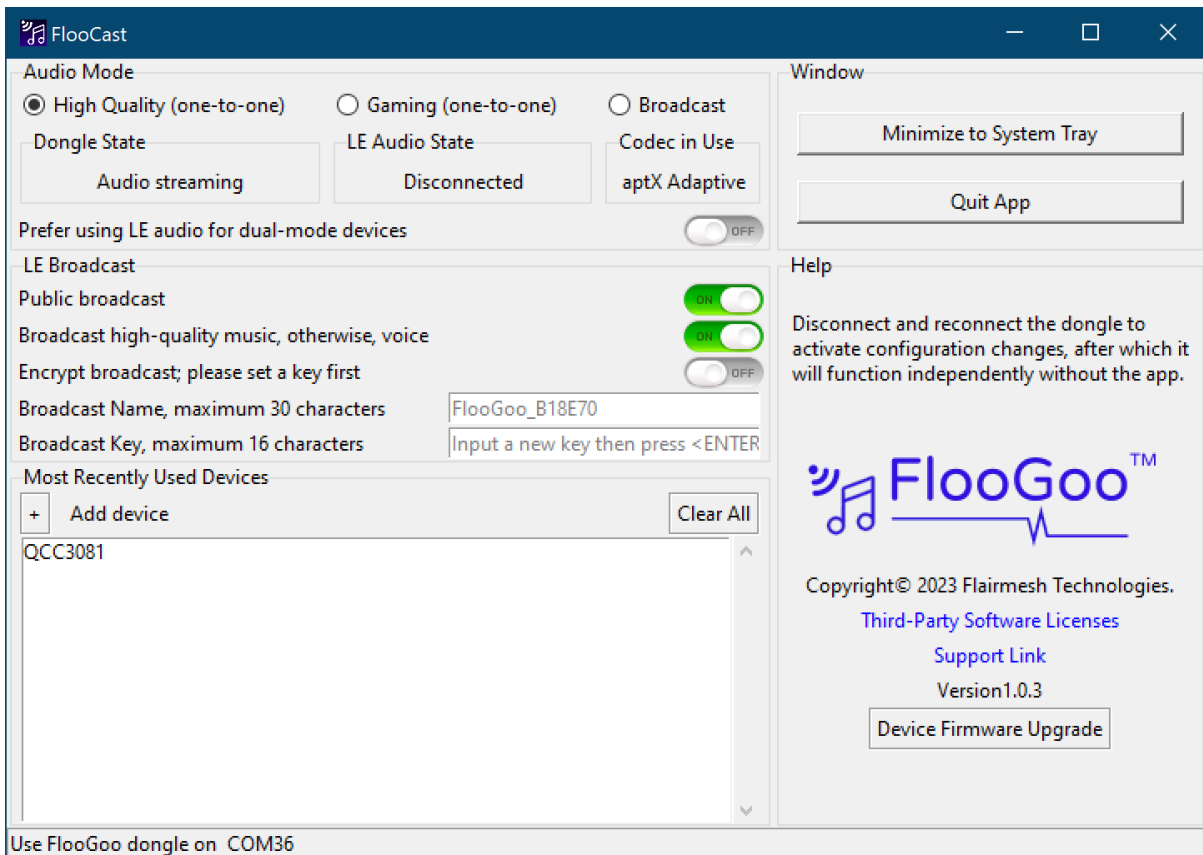 FlooCast
Audio Mode
High Quality (one-to-one) Gaming (one-to-one) Broadcast
Dongle State LE Audio State Codec in Use
Audio streaming Disconnected aptX Adaptive
Prefer using LE audio for dual-mode devices OFF
LE Broadcast
Public broadcast ON
Broadcast high-quality music, otherwise, voice ON
Encrypt broadcast; please set a key first OFF
Broadcast Name, maximum 30 characters FlooGoo_B18E70
Broadcast Key, maximum 16 characters Input a new key then press <ENTER
Most Recently Used Devices
+ Add device Clear All
QCC3081
Window
Minimize to System Tray
Quit App
Help
Disconnect and reconnect the dongle to
activate configuration changes, after which it
will function independently without the app.
FlooGoo™
Copyright© 2023 Flairmesh Technologies.
Third-Party Software Licenses
Support Link
Version1.0.3
Device Firmware Upgrade
Use FlooGoo dongle on  COM36